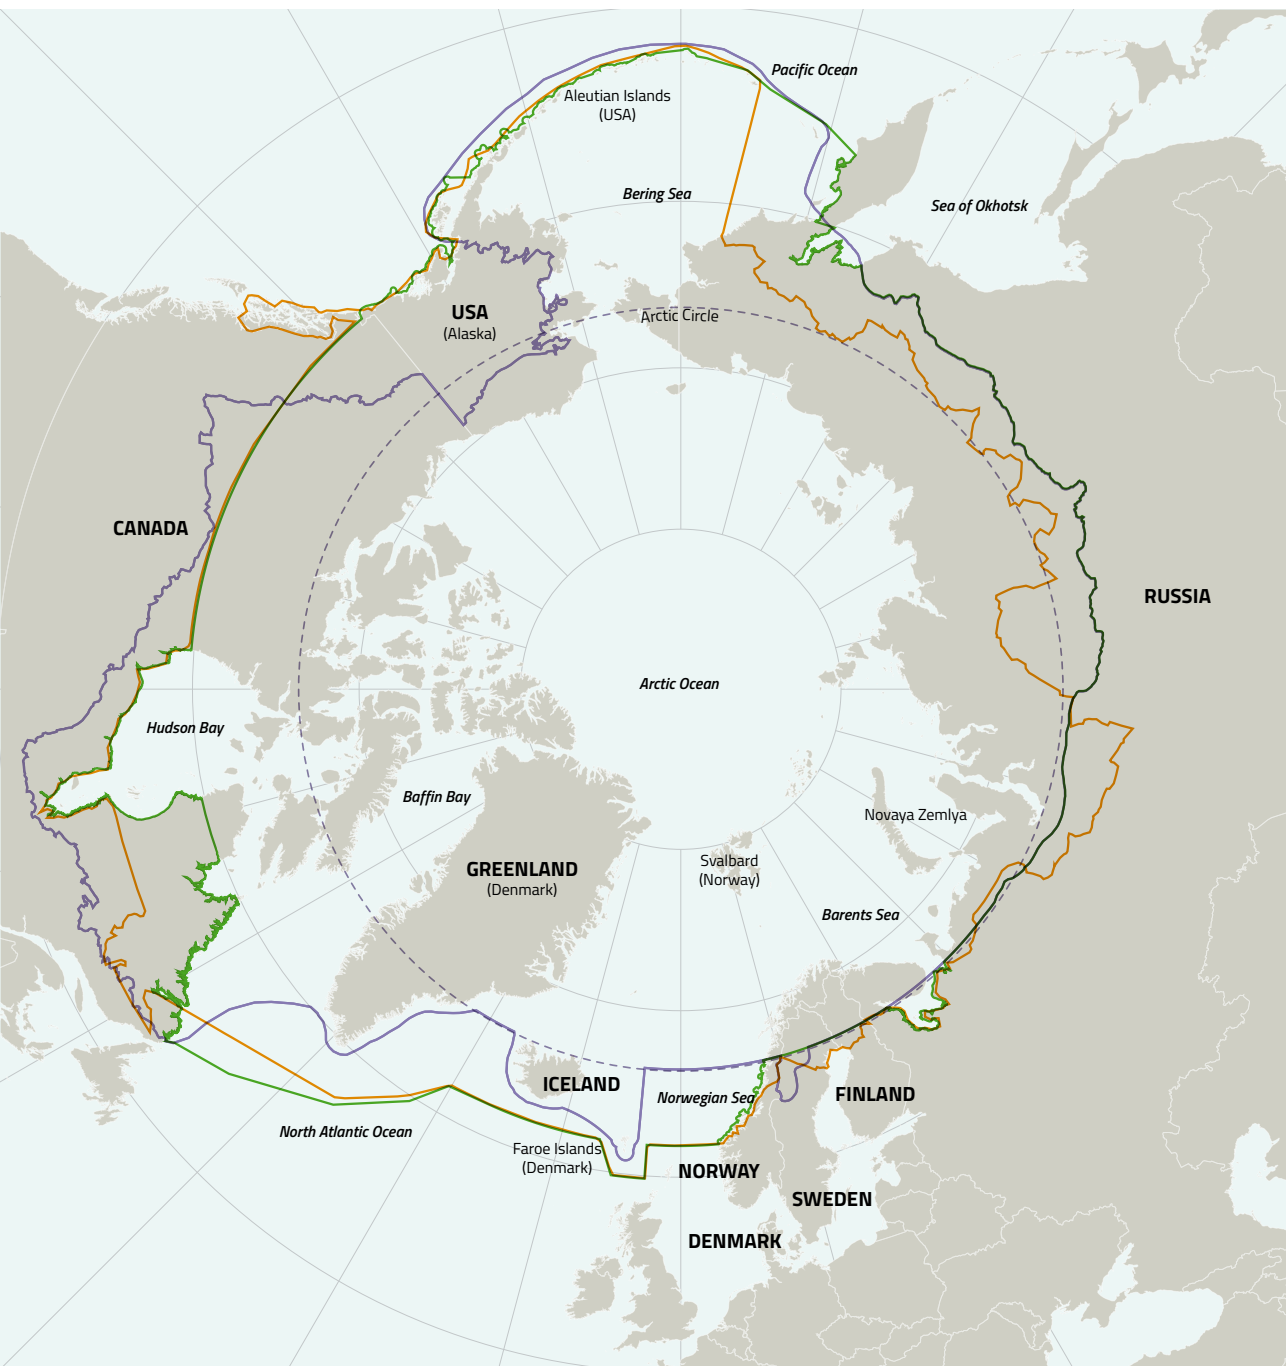 Pacific Ocean
Aleutian Islands
(USA)
Bering Sea
Sea of Okhotsk
USA
(Alaska)
Arctic Circle
CANADA
RUSSIA
Arctic Ocean
Hudson Bay
Baffin Bay
Novaya Zemlya
GREENLAND
(Denmark)
Svalbard
(Norway)
Barents Sea
ICELAND
Norwegian Sea
FINLAND
North Atlantic Ocean
Faroe Islands
(Denmark)
NORWAY
SWEDEN
DENMARK